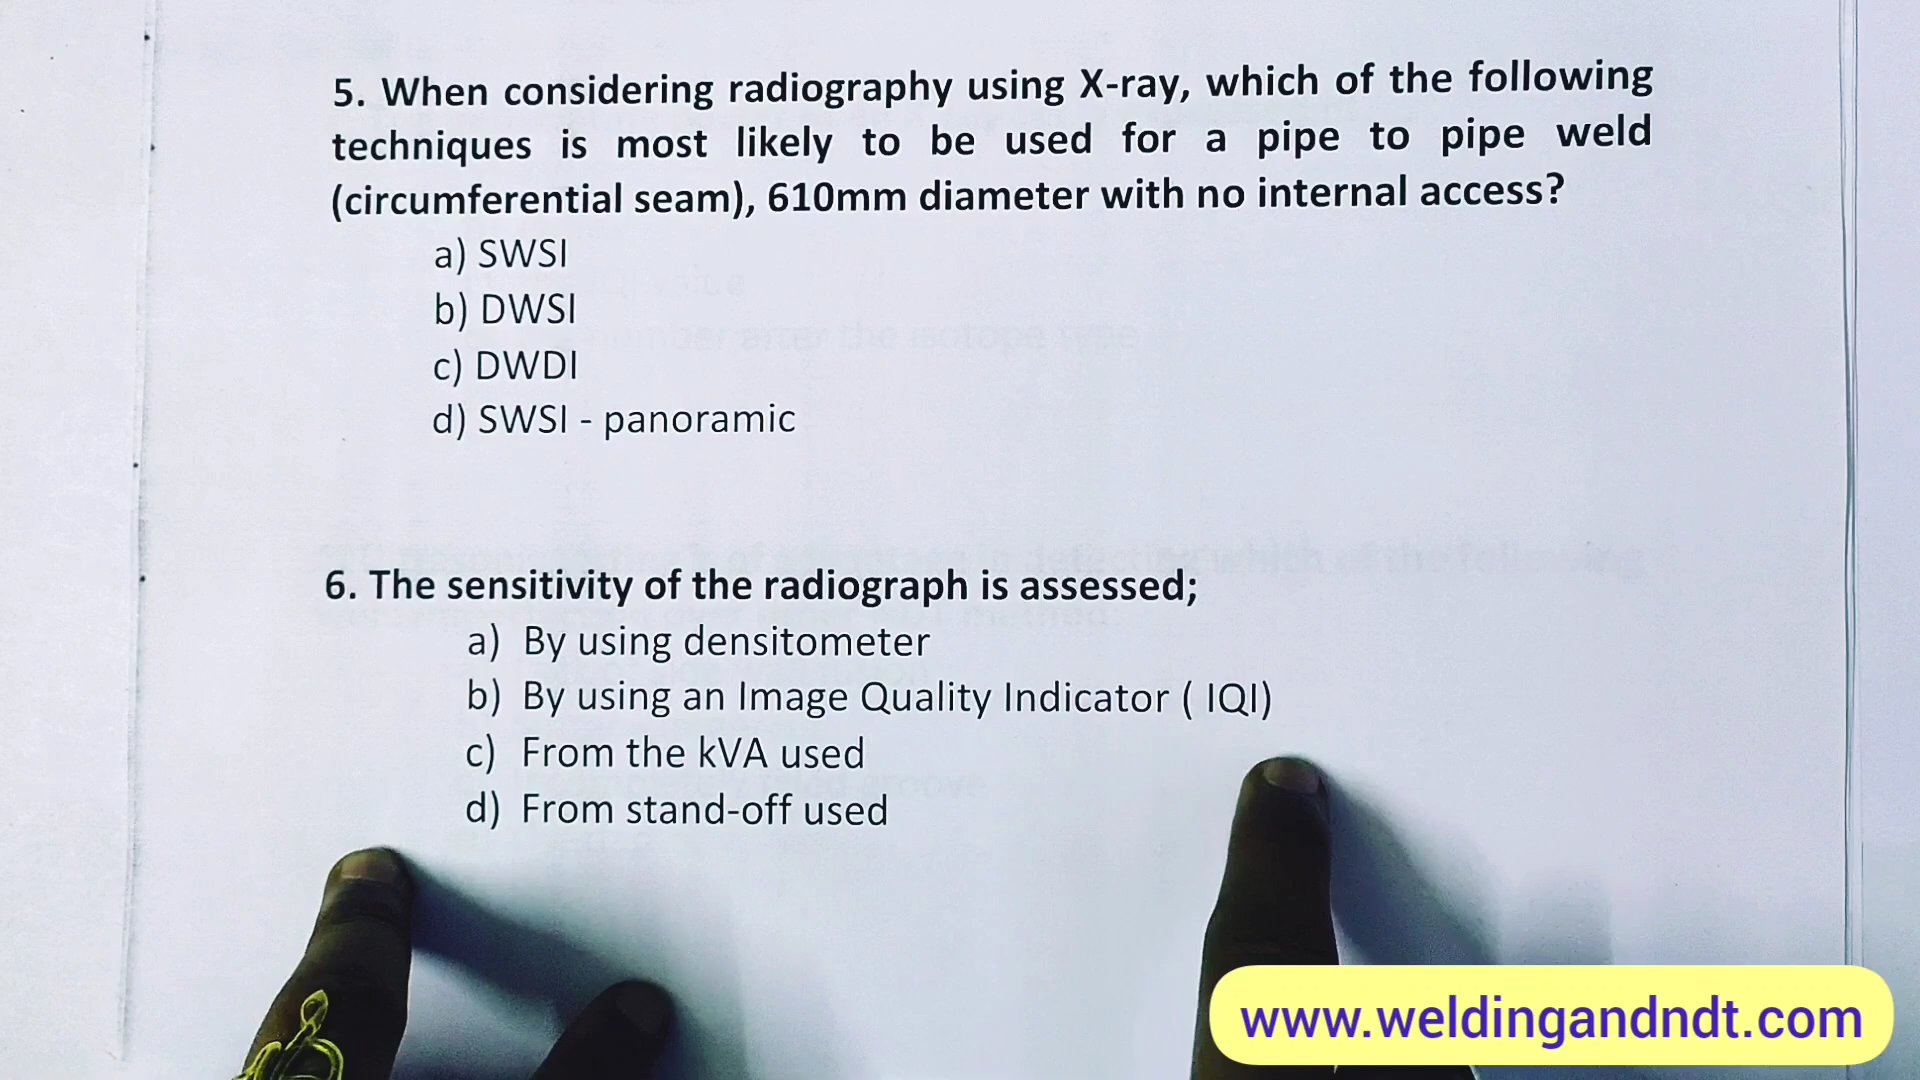 5. When considering radiography using X-ray, which of the following
techniques is most likely to be used for a pipe to pipe weld
(circumferential seam), 610mm diameter with no internal access?
a) SWSI
b) DWSI
c) DWDI
d) SWSI - panoramic
6. The sensitivity of the radiograph is assessed;
a) By using densitometer
b) By using an Image Quality Indicator ( IQI)
c) From the kVA used
d) From stand-off used
www.weldingandndt.com